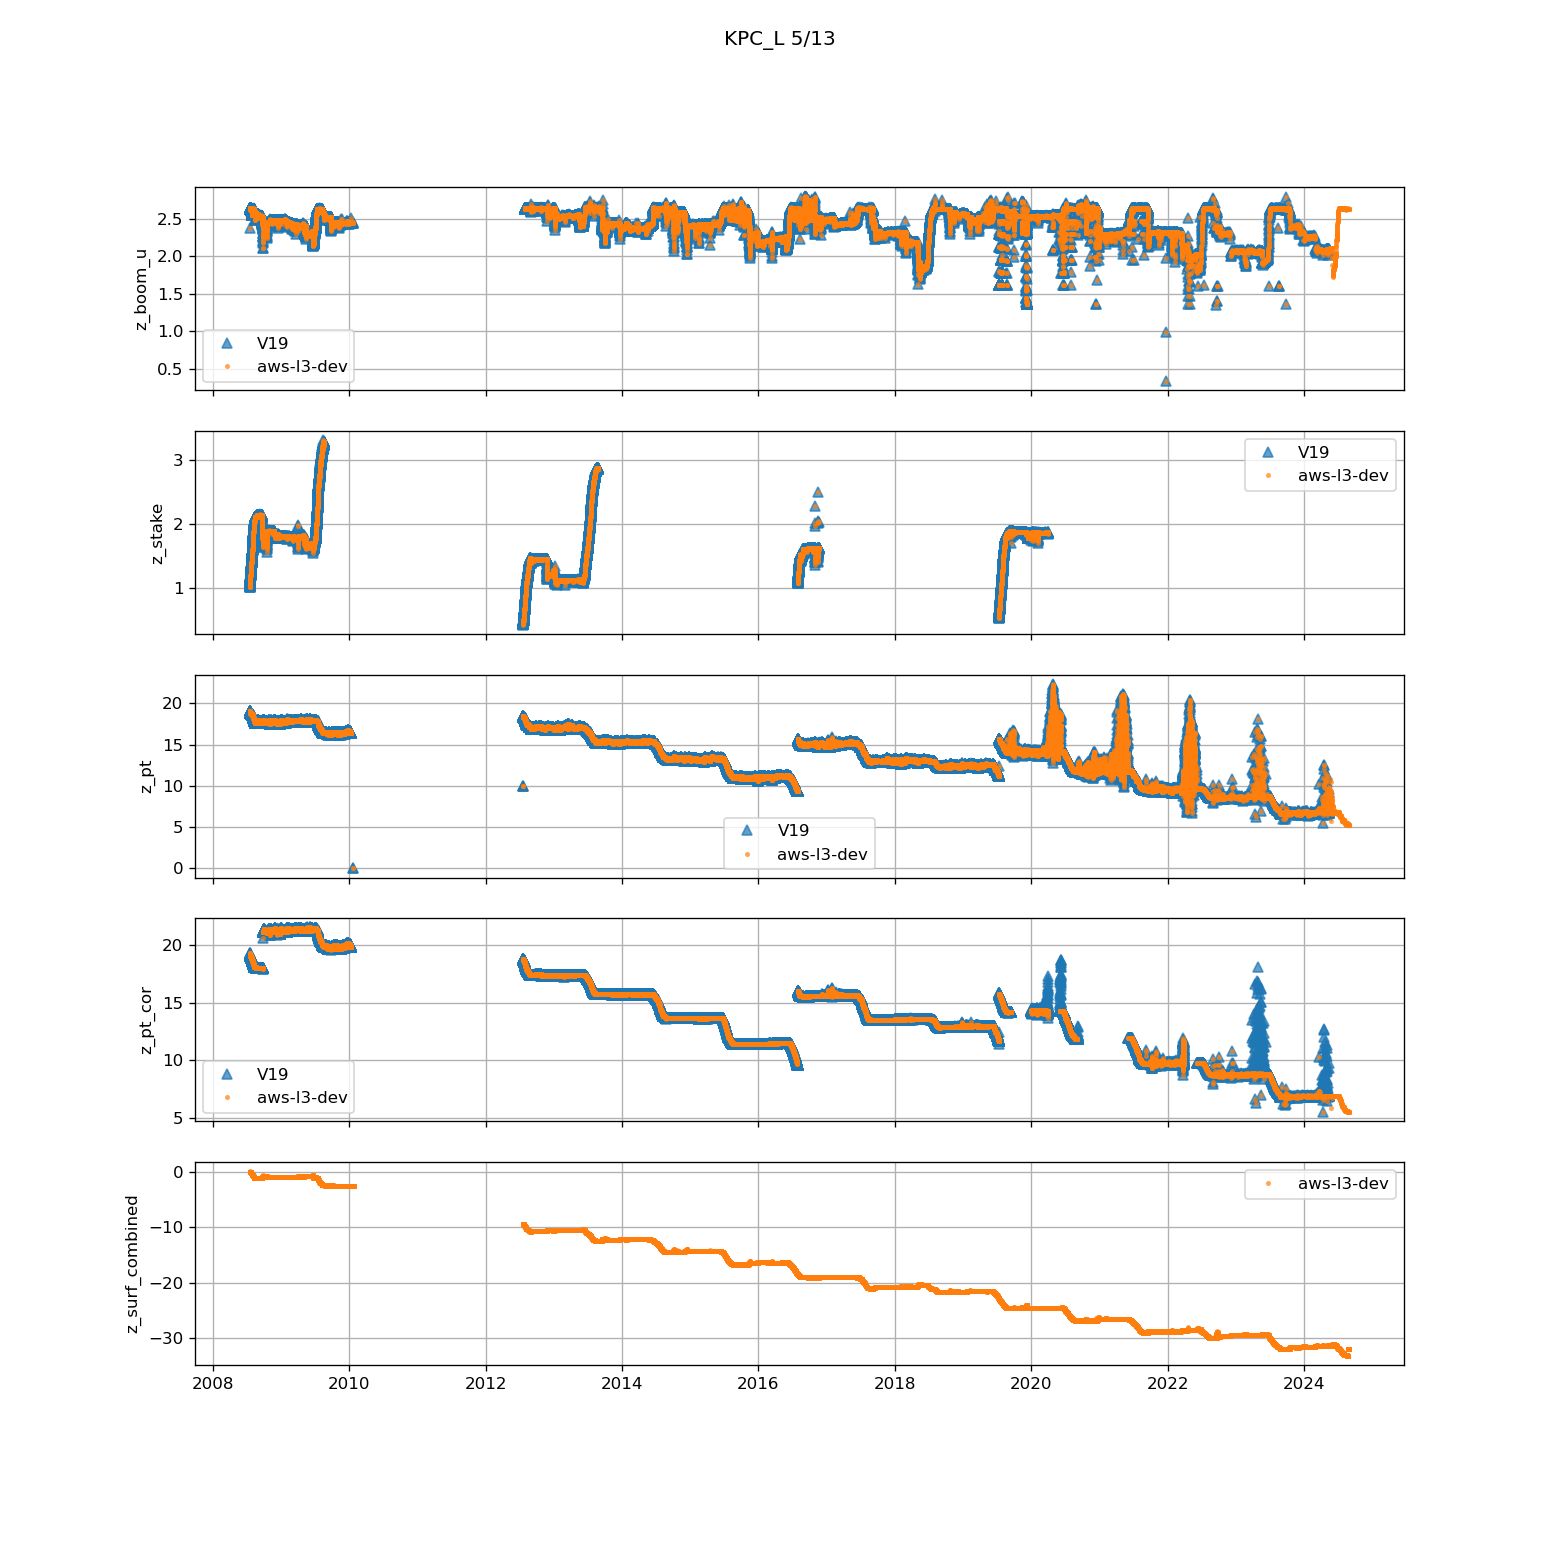 KPC_L 5/13
z_boom_u
2.5
2.0
1.5
1.0
0.5
V19
aws-l3-dev
z_stake
3
2
1
V19
aws-l3-dev
z_pt
20
15
10
5
0
V19
aws-l3-dev
z_pt_cor
20
15
10
5
V19
aws-l3-dev
z_surf_combined
0
−10
−20
−30
aws-l3-dev
2008 2010 2012 2014 2016 2018 2020 2022 2024